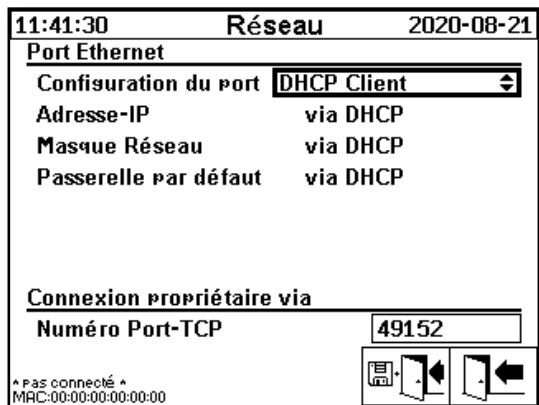 11:41:30 Réseau 2020-08-21
Port Ethernet
Configuration du port DHCP Client
Adresse-IP via DHCP
Masque Réseau via DHCP
Passerelle par défaut via DHCP
Connexion propriétaire via
Numéro Port-TCP 49152
* Pas connecté *
MAC:00:00:00:00:00:00